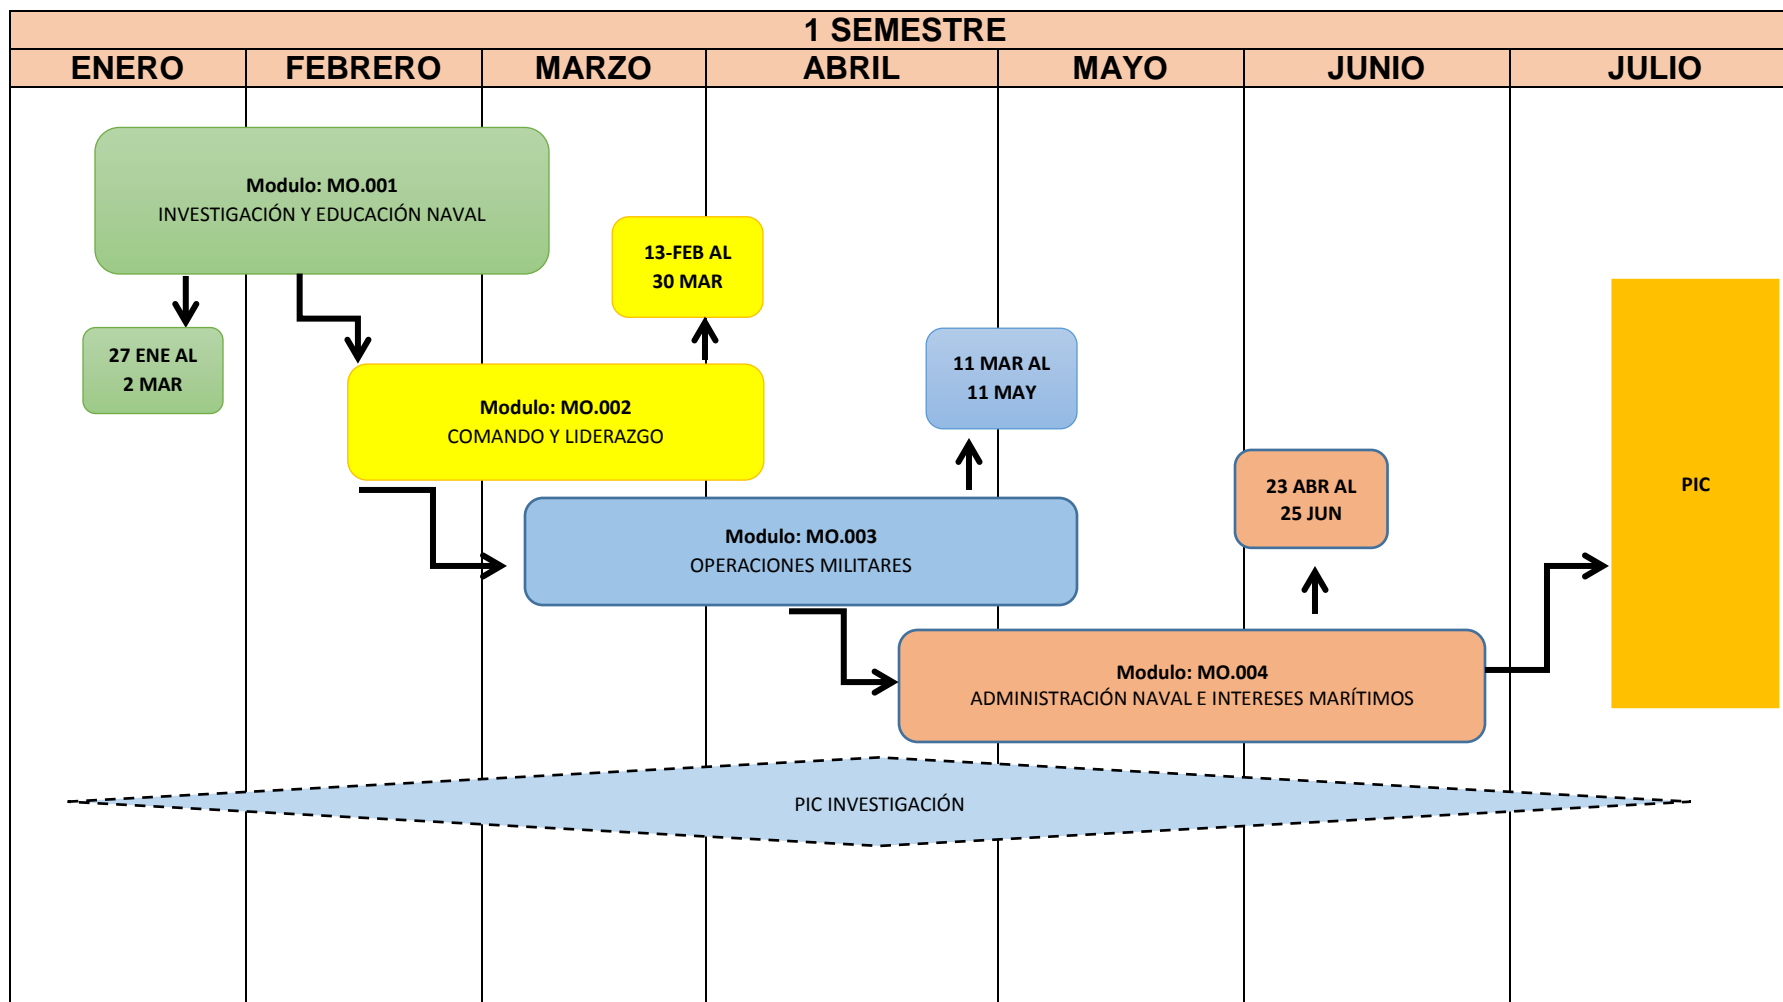 1 SEMESTRE
ENERO FEBRERO MARZO ABRIL MAYO JUNIO JULIO
Modulo: MO.001
INVESTIGACIÓN Y EDUCACIÓN NAVAL
13-FEB AL
30 MAR
27 ENE AL
2 MAR
Modulo: MO.002
COMANDO Y LIDERAZGO
11 MAR AL
11 MAY
Modulo: MO.003
OPERACIONES MILITARES
23 ABR AL
25 JUN
PIC
Modulo: MO.004
ADMINISTRACIÓN NAVAL E INTERESES MARÍTIMOS
PIC INVESTIGACIÓN